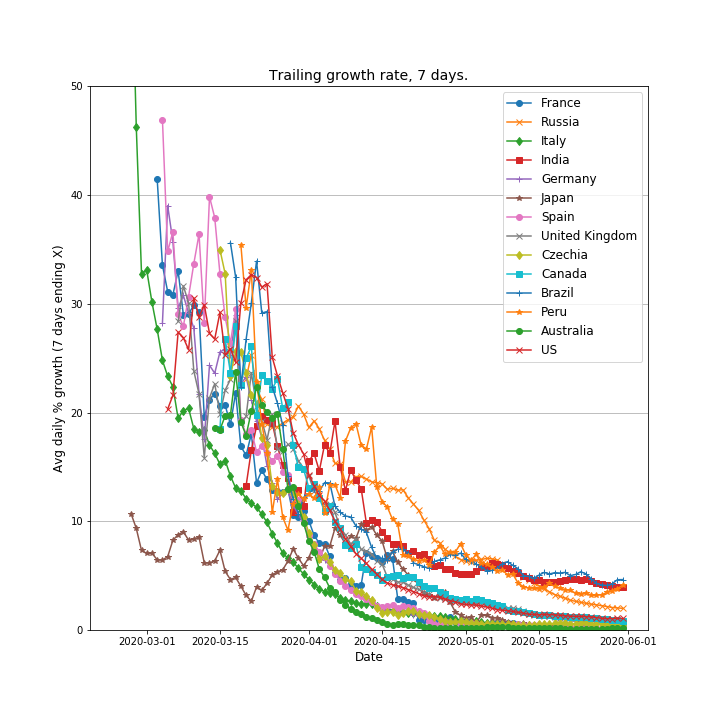 Trailing growth rate, 7 days.
50
40
30
20
10
0
Avg daily % growth (7 days ending X)
France
Russia
Italy
India
Germany
Japan
Spain
United Kingdom
Czechia
Canada
Brazil
Peru
Australia
US
2020-03-01 2020-03-15 2020-04-01 2020-04-15 2020-05-01 2020-05-15 2020-06-01
Date